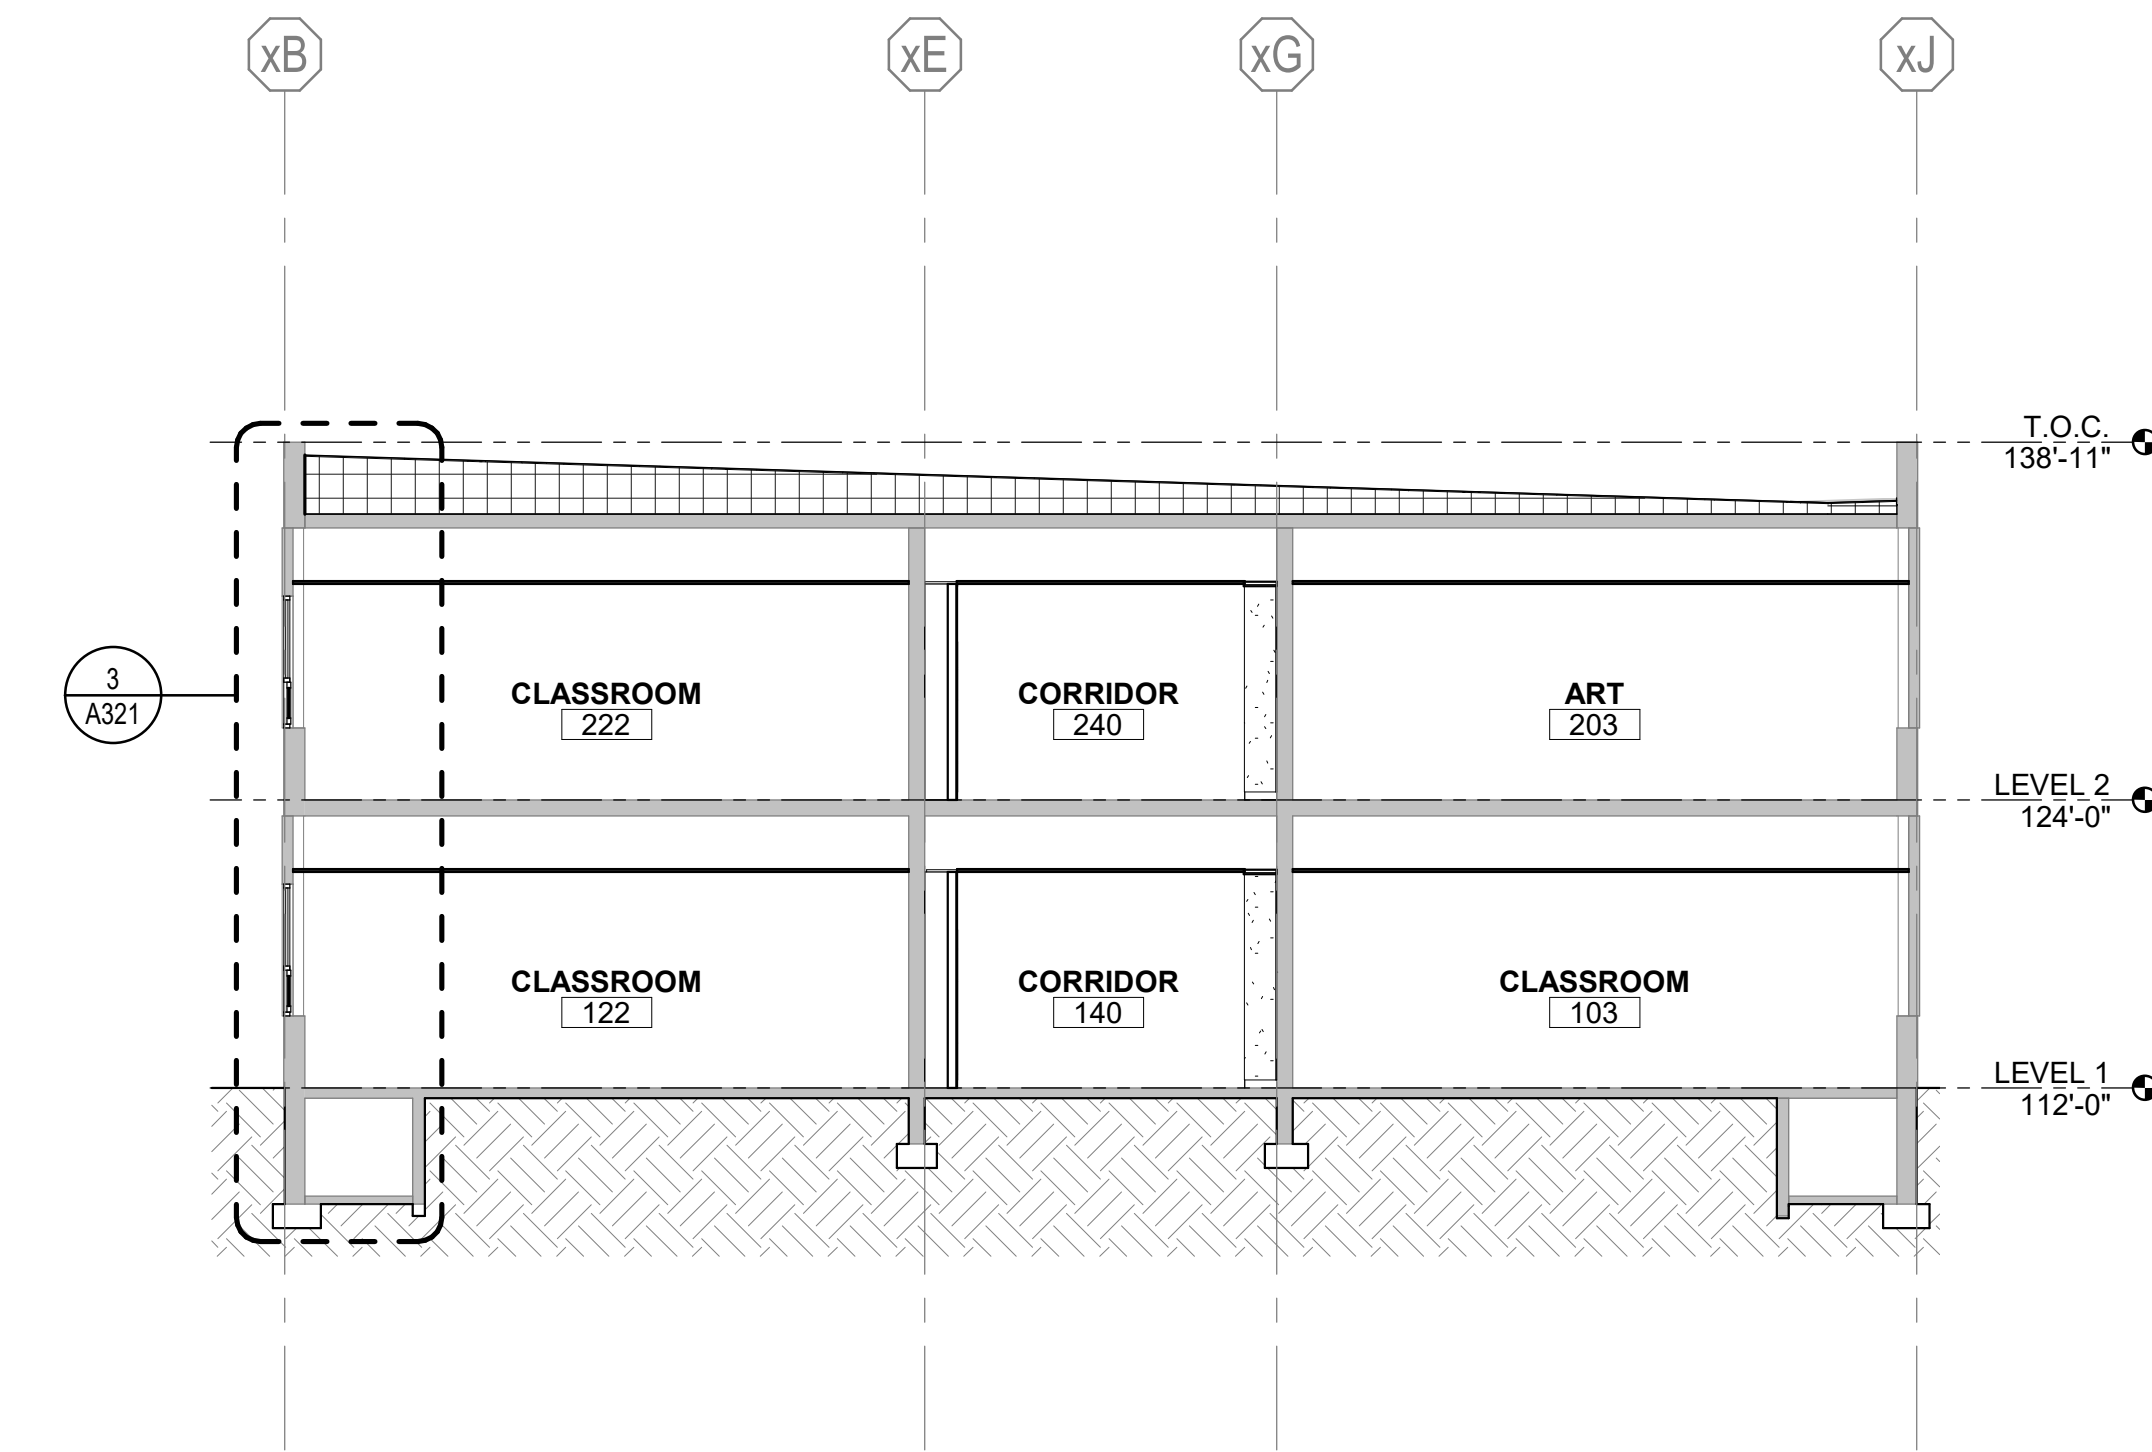 xB
xE
xG
xJ
T.O.C.
138'-11"
3
A321
CLASSROOM
222
CORRIDOR
240
ART
203
LEVEL 2
124'-0"
CLASSROOM
122
CORRIDOR
140
CLASSROOM
103
LEVEL 1
112'-0"